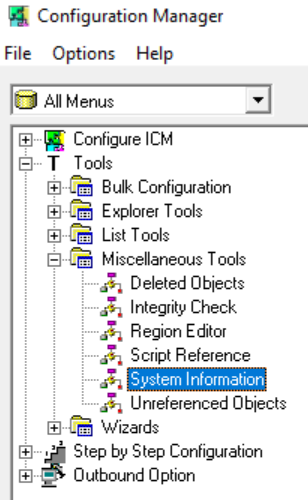 Configuration Manager
File Options Help
All Menus
Configure ICM
T Tools
Bulk Configuration
Explorer Tools
List Tools
Miscellaneous Tools
Deleted Objects
Integrity Check
Region Editor
Script Reference
System Information
Unreferenced Objects
Wizards
Step by Step Configuration
Outbound Option